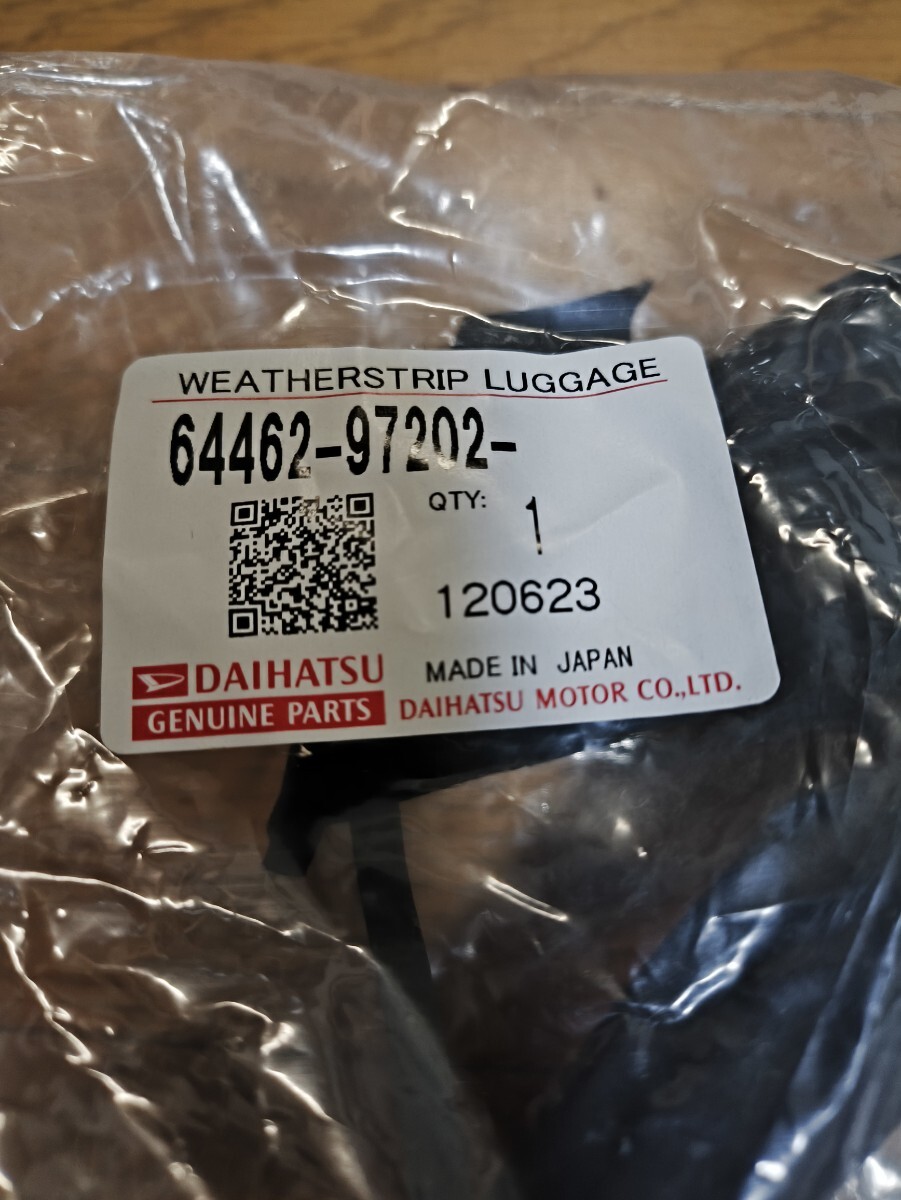 WEATHERSTRIP LUGGAGE
64462-97202-
QTY: 1
120623
DAIHATSU
GENUINE PARTS
MADE IN JAPAN
DAIHATSU MOTOR CO.,LTD.